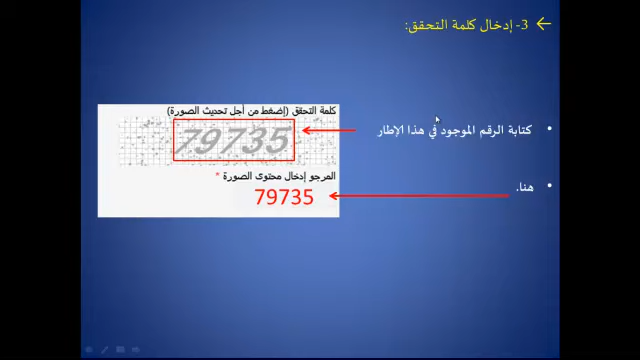 3- إدخال كلمة التحقق:
كلمة التحقق (إضغط من أجل تحديث الصورة)
79735
كتابة الرقم الموجود في هذا الإطار
المرجو إدخال محتوى الصورة *
79735
هنا.